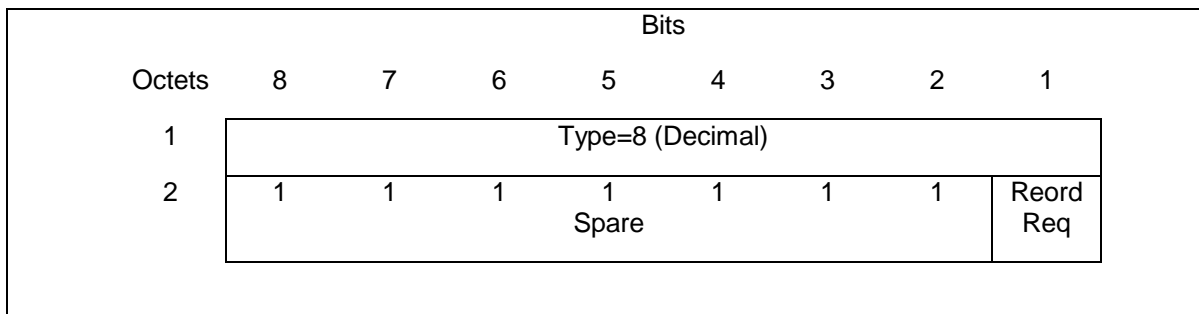 Bits
Octets 8 7 6 5 4 3 2 1
1 Type=8 (Decimal)
2 1 1 1 1 1 1 1 Reord
Spare Req